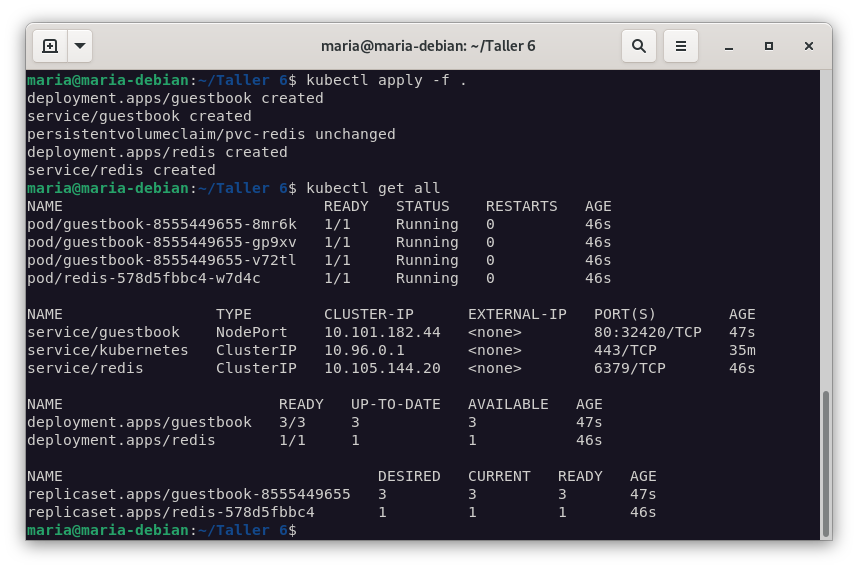 maria@maria-debian: ~/Taller 6
maria@maria-debian:~/Taller 6$ kubectl apply -f .
deployment.apps/guestbook created
service/guestbook created
persistentvolumeclaim/pvc-redis unchanged
deployment.apps/redis created
service/redis created
maria@maria-debian:~/Taller 6$ kubectl get all
NAME                             READY   STATUS    RESTARTS   AGE
pod/guestbook-8555449655-8mr6k   1/1     Running   0          46s
pod/guestbook-8555449655-gp9xv   1/1     Running   0          46s
pod/guestbook-8555449655-v72tl   1/1     Running   0          46s
pod/redis-578d5fbbc4-w7d4c       1/1     Running   0          46s
NAME                 TYPE        CLUSTER-IP      EXTERNAL-IP   PORT(S)        AGE
service/guestbook    NodePort    10.101.182.44   <none>        80:32420/TCP   47s
service/kubernetes   ClusterIP   10.96.0.1       <none>        443/TCP        35m
service/redis        ClusterIP   10.105.144.20   <none>        6379/TCP       46s
NAME                        READY   UP-TO-DATE   AVAILABLE   AGE
deployment.apps/guestbook   3/3     3            3           47s
deployment.apps/redis       1/1     1            1           46s
NAME                                   DESIRED   CURRENT   READY   AGE
replicaset.apps/guestbook-8555449655   3         3         3       47s
replicaset.apps/redis-578d5fbbc4       1         1         1       46s
maria@maria-debian:~/Taller 6$